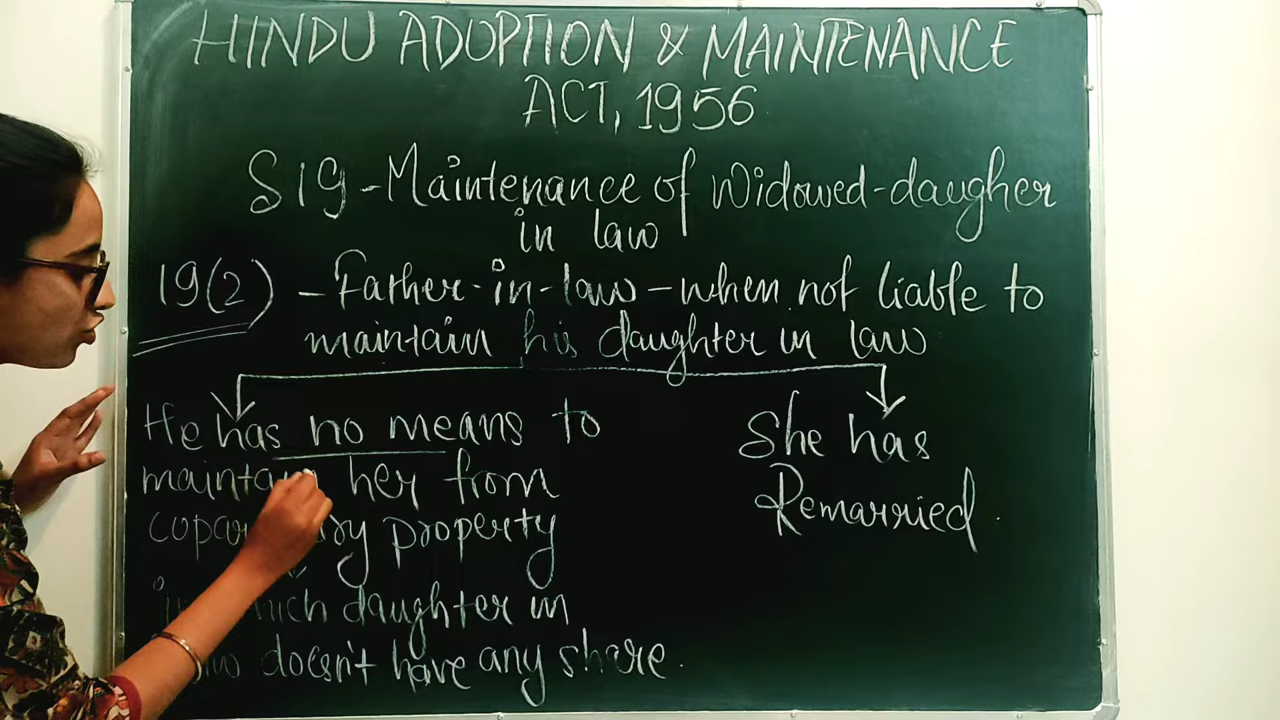 HINDU ADOPTION & MAINTENANCE
ACT, 1956
S19-Maintenance of Widowed-daugher
in law
19(2) - Father-in-law-when not liable to
maintain his daughter in law
He has no means to
maintain her from
property
daughter in
doesn't have any share.
She has
Remarried.